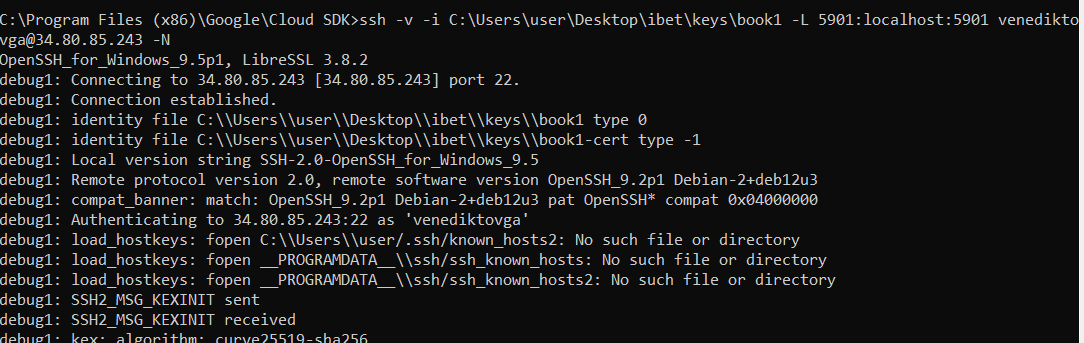 C:\Program Files (x86)\Google\Cloud SDK>ssh -v -i C:\Users\user\Desktop\ibet\keys\book1 -L 5901:localhost:5901 venedikto
vga@34.80.85.243 -N
OpenSSH_for_Windows_9.5p1, LibreSSL 3.8.2
debug1: Connecting to 34.80.85.243 [34.80.85.243] port 22.
debug1: Connection established.
debug1: identity file C:\\Users\\user\\Desktop\\ibet\\keys\\book1 type 0
debug1: identity file C:\\Users\\user\\Desktop\\ibet\\keys\\book1-cert type -1
debug1: Local version string SSH-2.0-OpenSSH_for_Windows_9.5
debug1: Remote protocol version 2.0, remote software version OpenSSH_9.2p1 Debian-2+deb12u3
debug1: compat_banner: match: OpenSSH_9.2p1 Debian-2+deb12u3 pat OpenSSH* compat 0x04000000
debug1: Authenticating to 34.80.85.243:22 as 'venediktovga'
debug1: load_hostkeys: fopen C:\\Users\\user/.ssh/known_hosts2: No such file or directory
debug1: load_hostkeys: fopen __PROGRAMDATA__\\ssh/ssh_known_hosts: No such file or directory
debug1: load_hostkeys: fopen __PROGRAMDATA__\\ssh/ssh_known_hosts2: No such file or directory
debug1: SSH2_MSG_KEXINIT sent
debug1: SSH2_MSG_KEXINIT received
debug1: kex: algorithm: curve25519-sha256